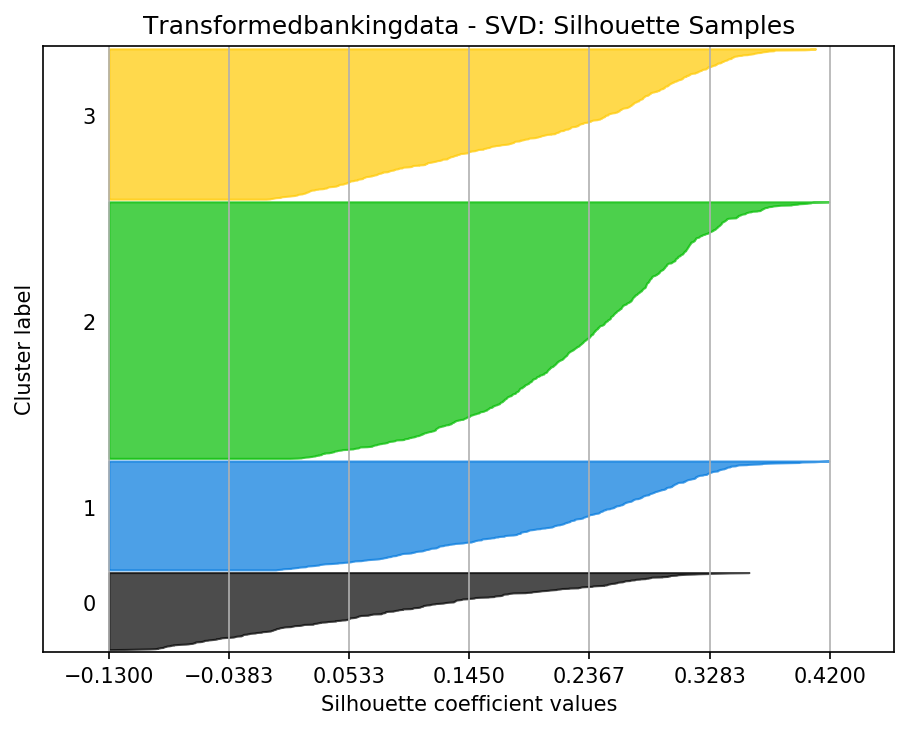 Transformedbankingdata - SVD: Silhouette Samples
3
2
1
0
Cluster label
−0.1300 −0.0383 0.0533 0.1450 0.2367 0.3283 0.4200
Silhouette coefficient values